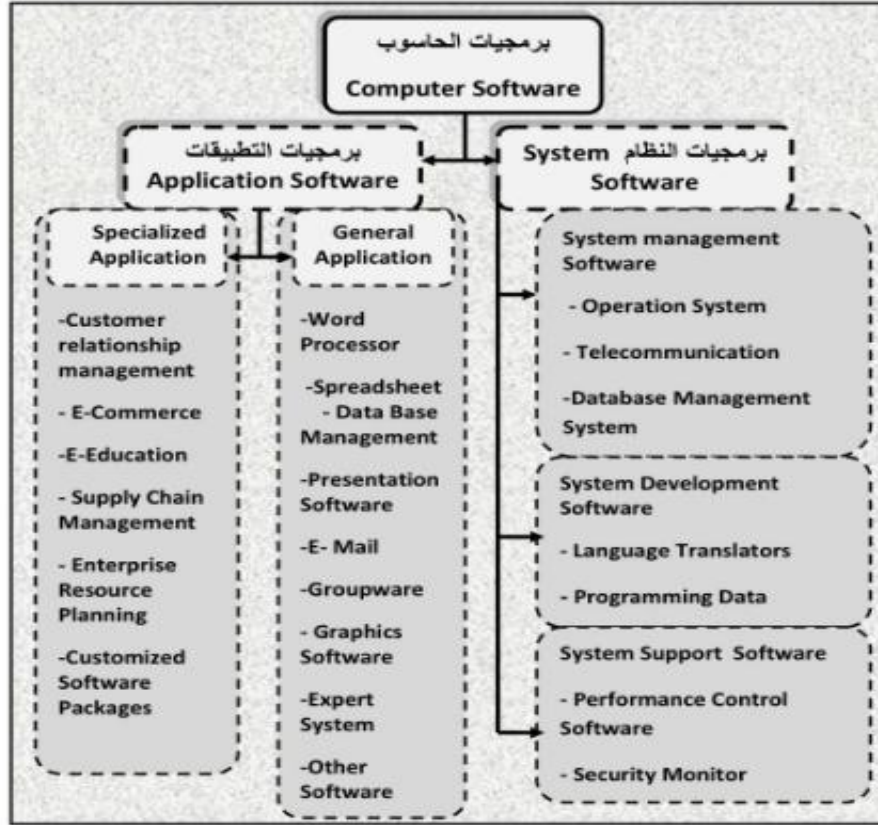 برمجيات الحاسوب
Computer Software
برمجيات التطبيقات
Application Software
برمجيات النظام System
Software
Specialized
Application
-Customer
relationship
management
- E-Commerce
-E-Education
- Supply Chain
Management
- Enterprise
Resource
Planning
-Customized
Software
Packages
General
Application
-Word
Processor
-Spreadsheet
- Data Base
Management
-Presentation
Software
-E- Mail
-Groupware
- Graphics
Software
-Expert
System
-Other
Software
System management
Software
- Operation System
- Telecommunication
-Database Management
System
System Development
Software
- Language Translators
- Programming Data
System Support Software
- Performance Control
Software
- Security Monitor